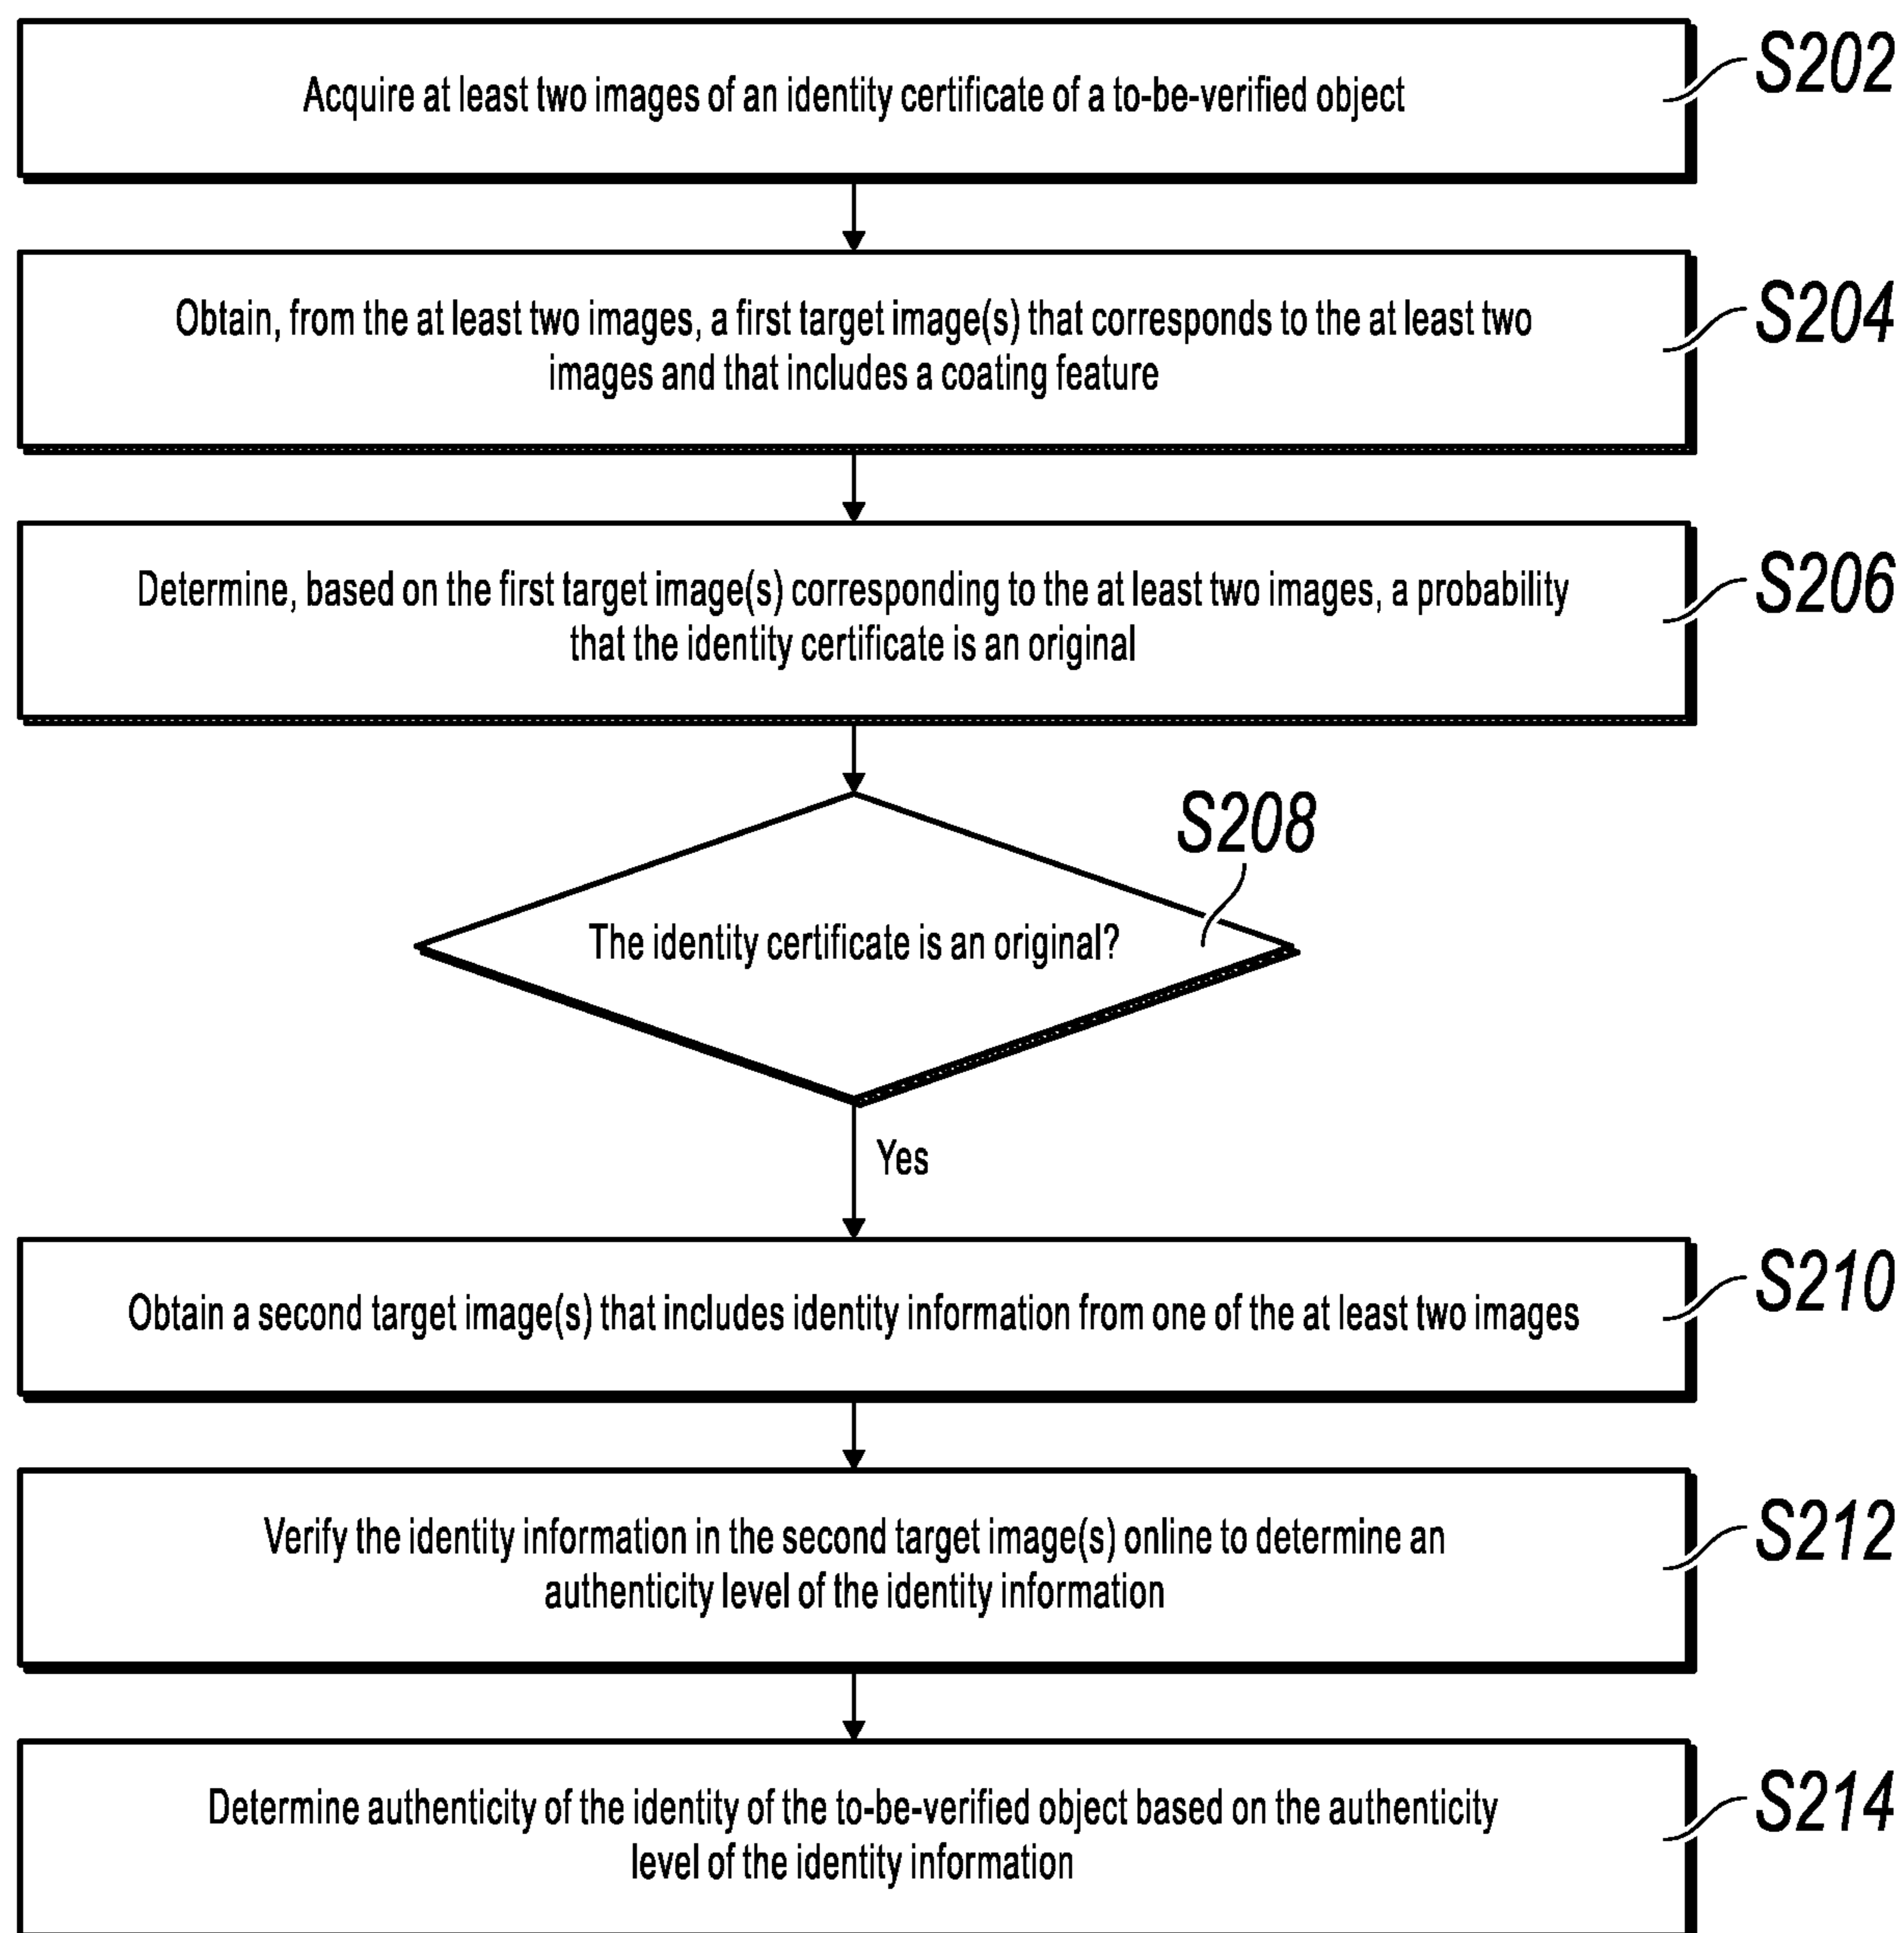 Acquire at least two images of an identity certificate of a to-be-verified object
S202
Obtain, from the at least two images, a first target image(s) that corresponds to the at least two
images and that includes a coating feature
S204
Determine, based on the first target image(s) corresponding to the at least two images, a probability
that the identity certificate is an original
S206
S208
The identity certificate is an original?
Yes
Obtain a second target image(s) that includes identity information from one of the at least two images
S210
Verify the identity information in the second target image(s) online to determine an
authenticity level of the identity information
S212
Determine authenticity of the identity of the to-be-verified object based on the authenticity
level of the identity information
S214